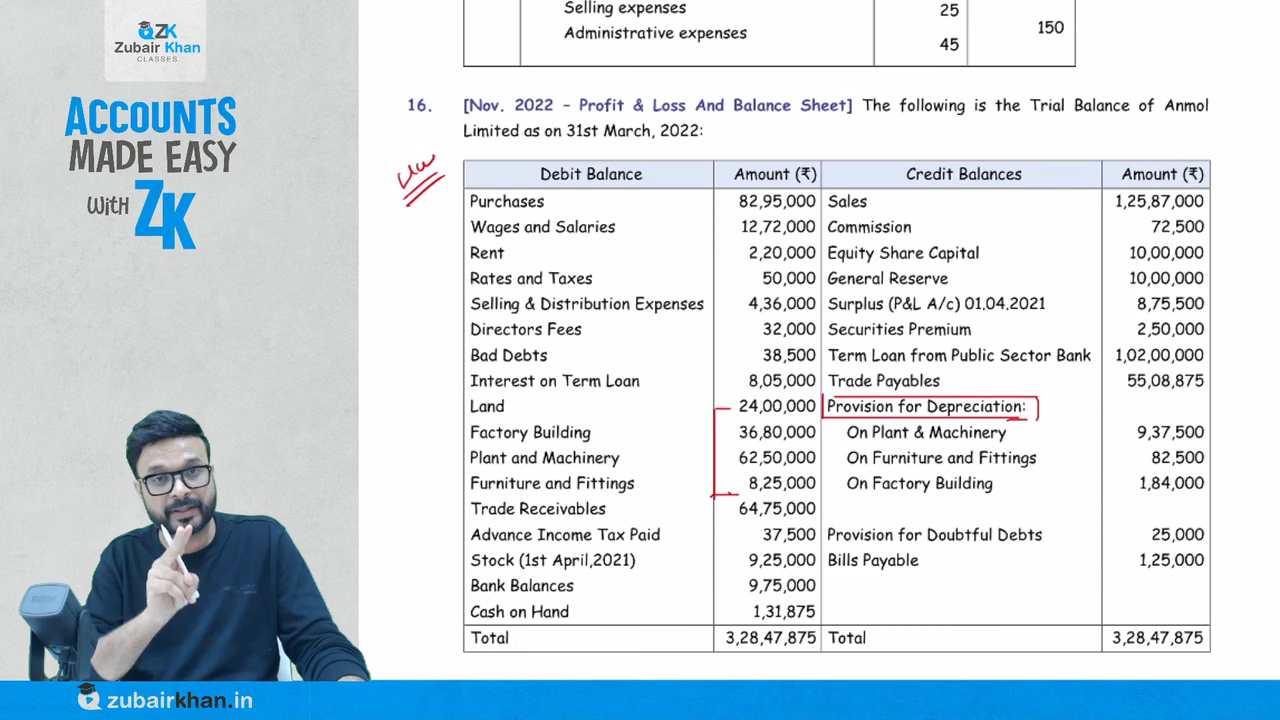 ZK
Zubair Khan
CLASSES
ACCOUNTS
MADE EASY
WITH ZK
Selling expenses 25
Administrative expenses 45 150
16. [Nov. 2022 – Profit & Loss And Balance Sheet] The following is the Trial Balance of Anmol
Limited as on 31st March, 2022:
Debit Balance Amount (₹) Credit Balances Amount (₹)
Purchases 82,95,000 Sales 1,25,87,000
Wages and Salaries 12,72,000 Commission 72,500
Rent 2,20,000 Equity Share Capital 10,00,000
Rates and Taxes 50,000 General Reserve 10,00,000
Selling & Distribution Expenses 4,36,000 Surplus (P&L A/c) 01.04.2021 8,75,500
Directors Fees 32,000 Securities Premium 2,50,000
Bad Debts 38,500 Term Loan from Public Sector Bank 1,02,00,000
Interest on Term Loan 8,05,000 Trade Payables 55,08,875
Land 24,00,000 Provision for Depreciation:
Factory Building 36,80,000 On Plant & Machinery 9,37,500
Plant and Machinery 62,50,000 On Furniture and Fittings 82,500
Furniture and Fittings 8,25,000 On Factory Building 1,84,000
Trade Receivables 64,75,000
Advance Income Tax Paid 37,500 Provision for Doubtful Debts 25,000
Stock (1st April,2021) 9,25,000 Bills Payable 1,25,000
Bank Balances 9,75,000
Cash on Hand 1,31,875
Total 3,28,47,875 Total 3,28,47,875
zubairkhan.in